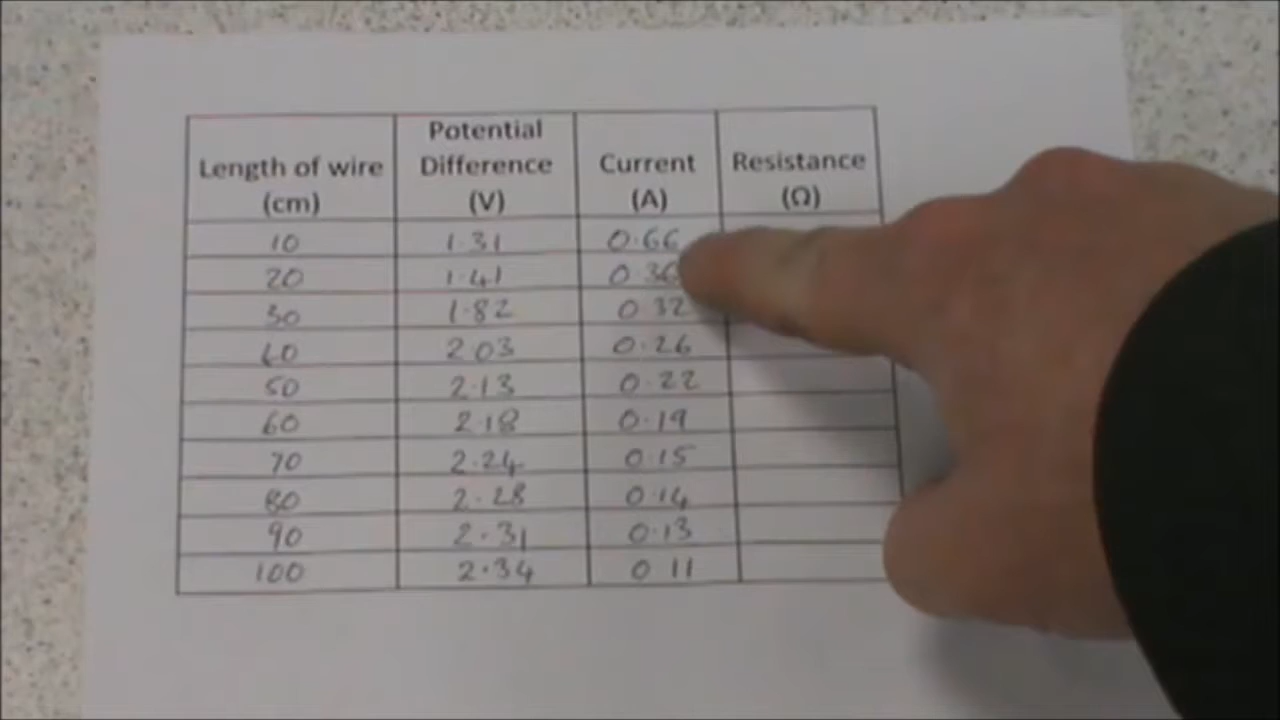 Length of wire (cm) Potential Difference (V) Current (A) Resistance (Ω)
10 1.31 0.66
20 1.41 0.36
30 1.82 0.32
40 2.03 0.26
50 2.13 0.22
60 2.18 0.19
70 2.24 0.15
80 2.28 0.14
90 2.31 0.13
100 2.34 0.11